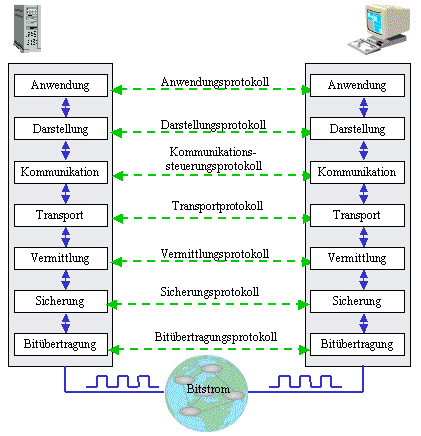 Anwendung Anwendungsprotokoll Anwendung
Darstellung Darstellungsprotokoll Darstellung
Kommunikations-
Kommunikation steuerungsprotokoll Kommunikation
Transport Transportprotokoll Transport
Vermittlung Vermittlungsprotokoll Vermittlung
Sicherung Sicherungsprotokoll Sicherung
Bitübertragung Bitübertragungsprotokoll Bitübertragung
Bitstrom